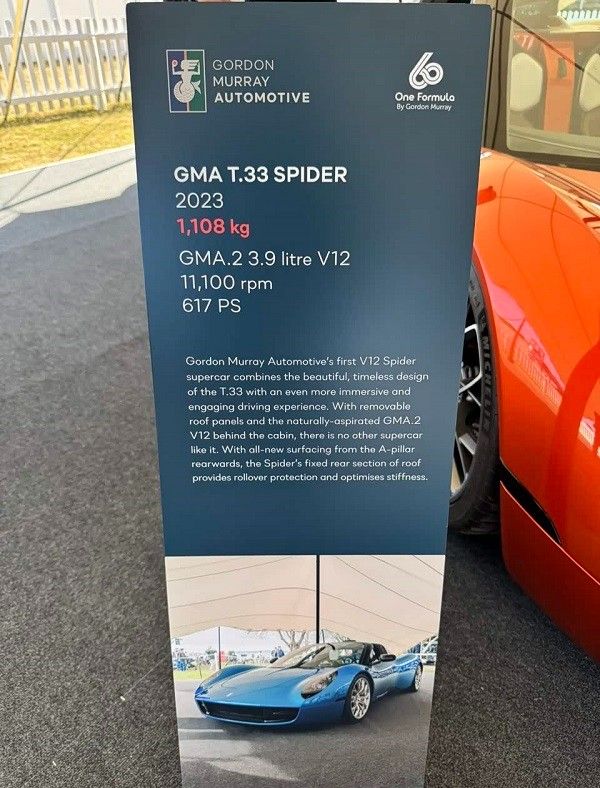 GORDON
MURRAY
AUTOMOTIVE
60
One Formula
By Gordon Murray
GMA T.33 SPIDER
2023
1,108 kg
GMA.2 3.9 litre V12
11,100 rpm
617 PS
Gordon Murray Automotive's first V12 Spider
supercar combines the beautiful, timeless design
of the T.33 with an even more immersive and
engaging driving experience. With removable
roof panels and the naturally-aspirated GMA.2
V12 behind the cabin, there is no other supercar
like it. With all-new surfacing from the A-pillar
rearwards, the Spider's fixed rear section of roof
provides rollover protection and optimises stiffness.